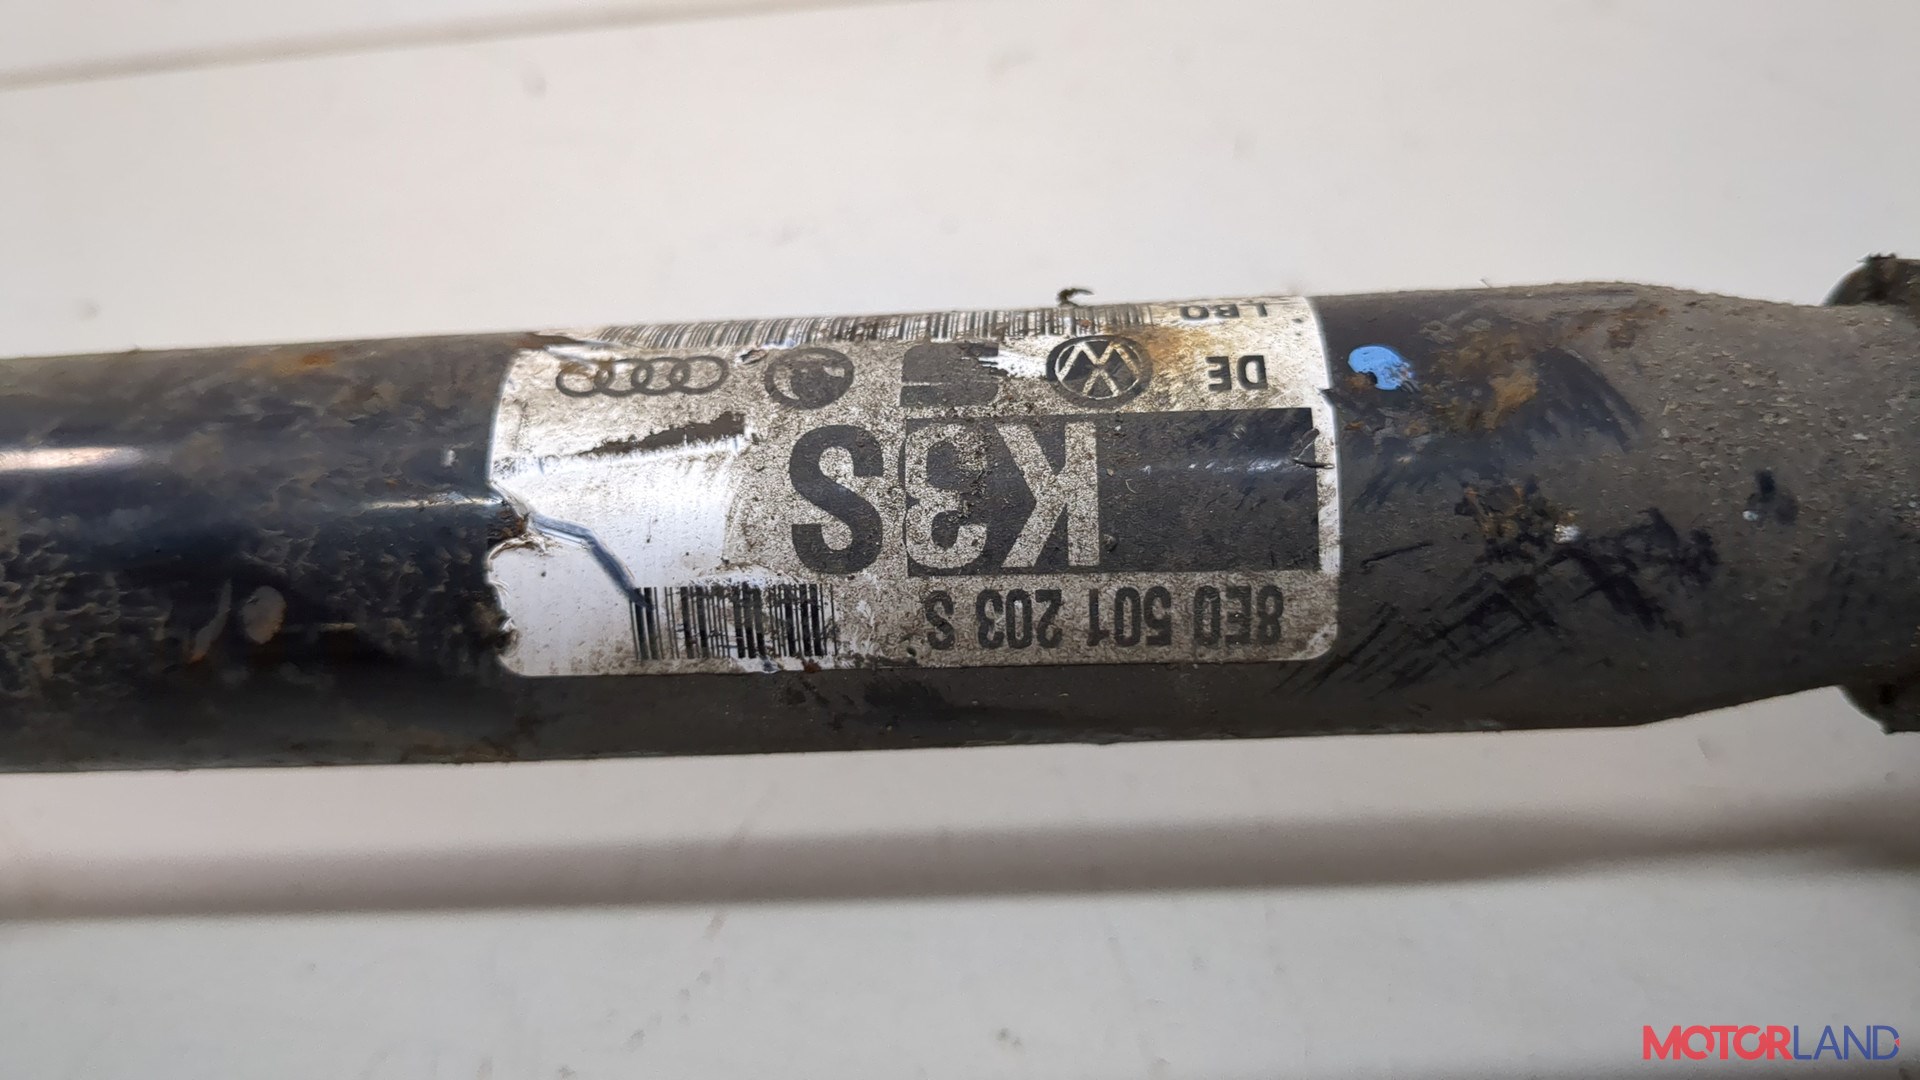 8E0 501 203 S
K3S
DE
LBO
MOTORLAND